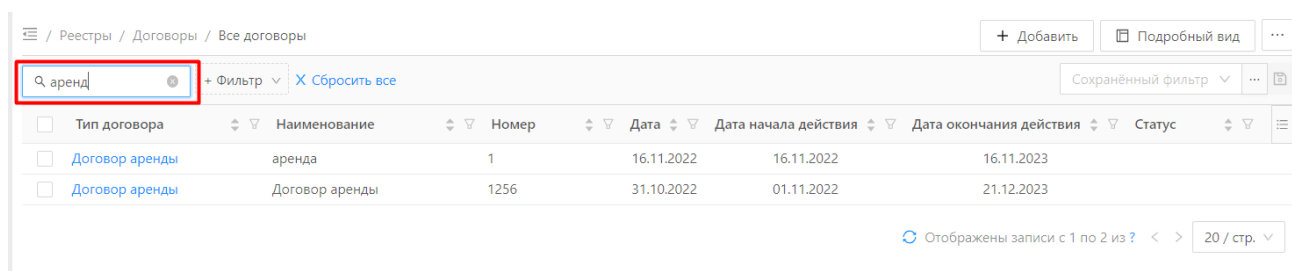 / Реестры / Договоры / Все договоры + Добавить Подробный вид ...
аренд + Фильтр X Сбросить все Сохранённый фильтр ...
Тип договора Наименование Номер Дата Дата начала действия Дата окончания действия Статус
Договор аренды аренда 1 16.11.2022 16.11.2022 16.11.2023
Договор аренды Договор аренды 1256 31.10.2022 01.11.2022 21.12.2023
Отображены записи с 1 по 2 из ? < > 20 / стр.